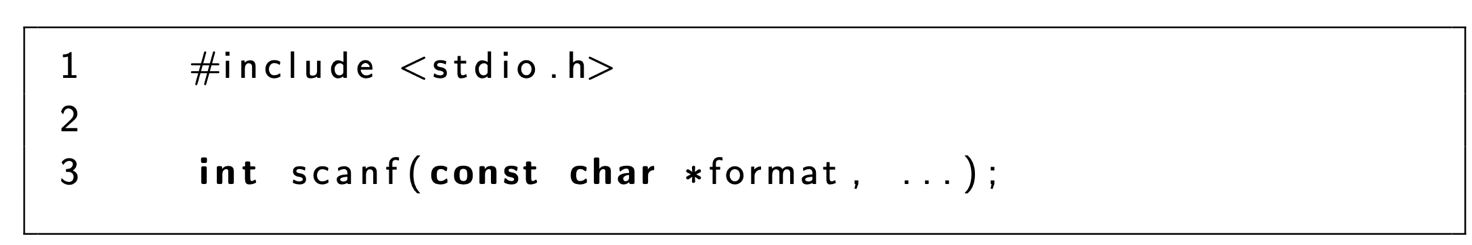 1 #include <stdio.h>
2
3 int scanf(const char *format, ...);